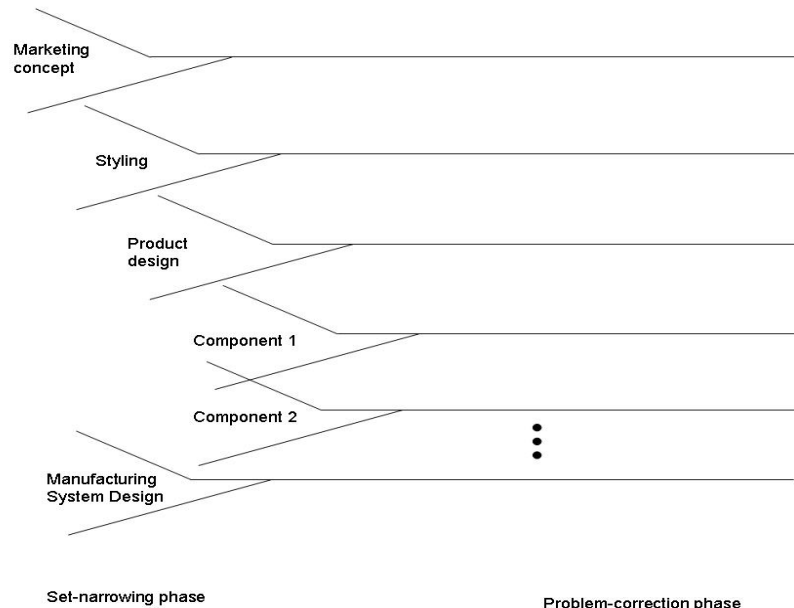 Marketing
concept
Styling
Product
design
Component 1
Component 2
Manufacturing
System Design
Set-narrowing phase
Problem-correction phase